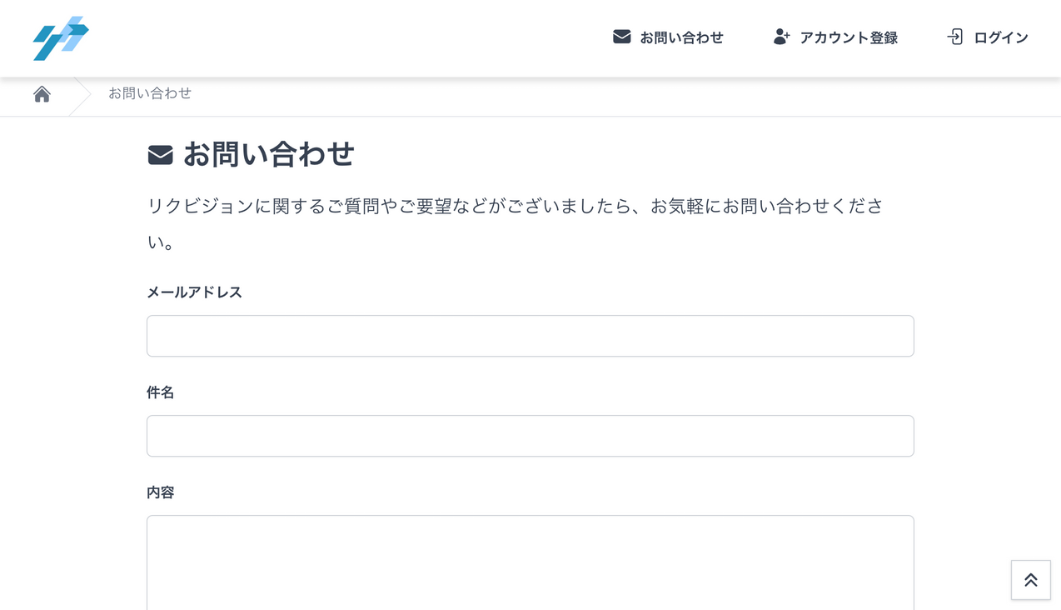 お問い合わせ
アカウント登録
ログイン
お問い合わせ
お問い合わせ
リクビジョンに関するご質問やご要望などがございましたら、お気軽にお問い合わせくださ
い。
メールアドレス
件名
内容